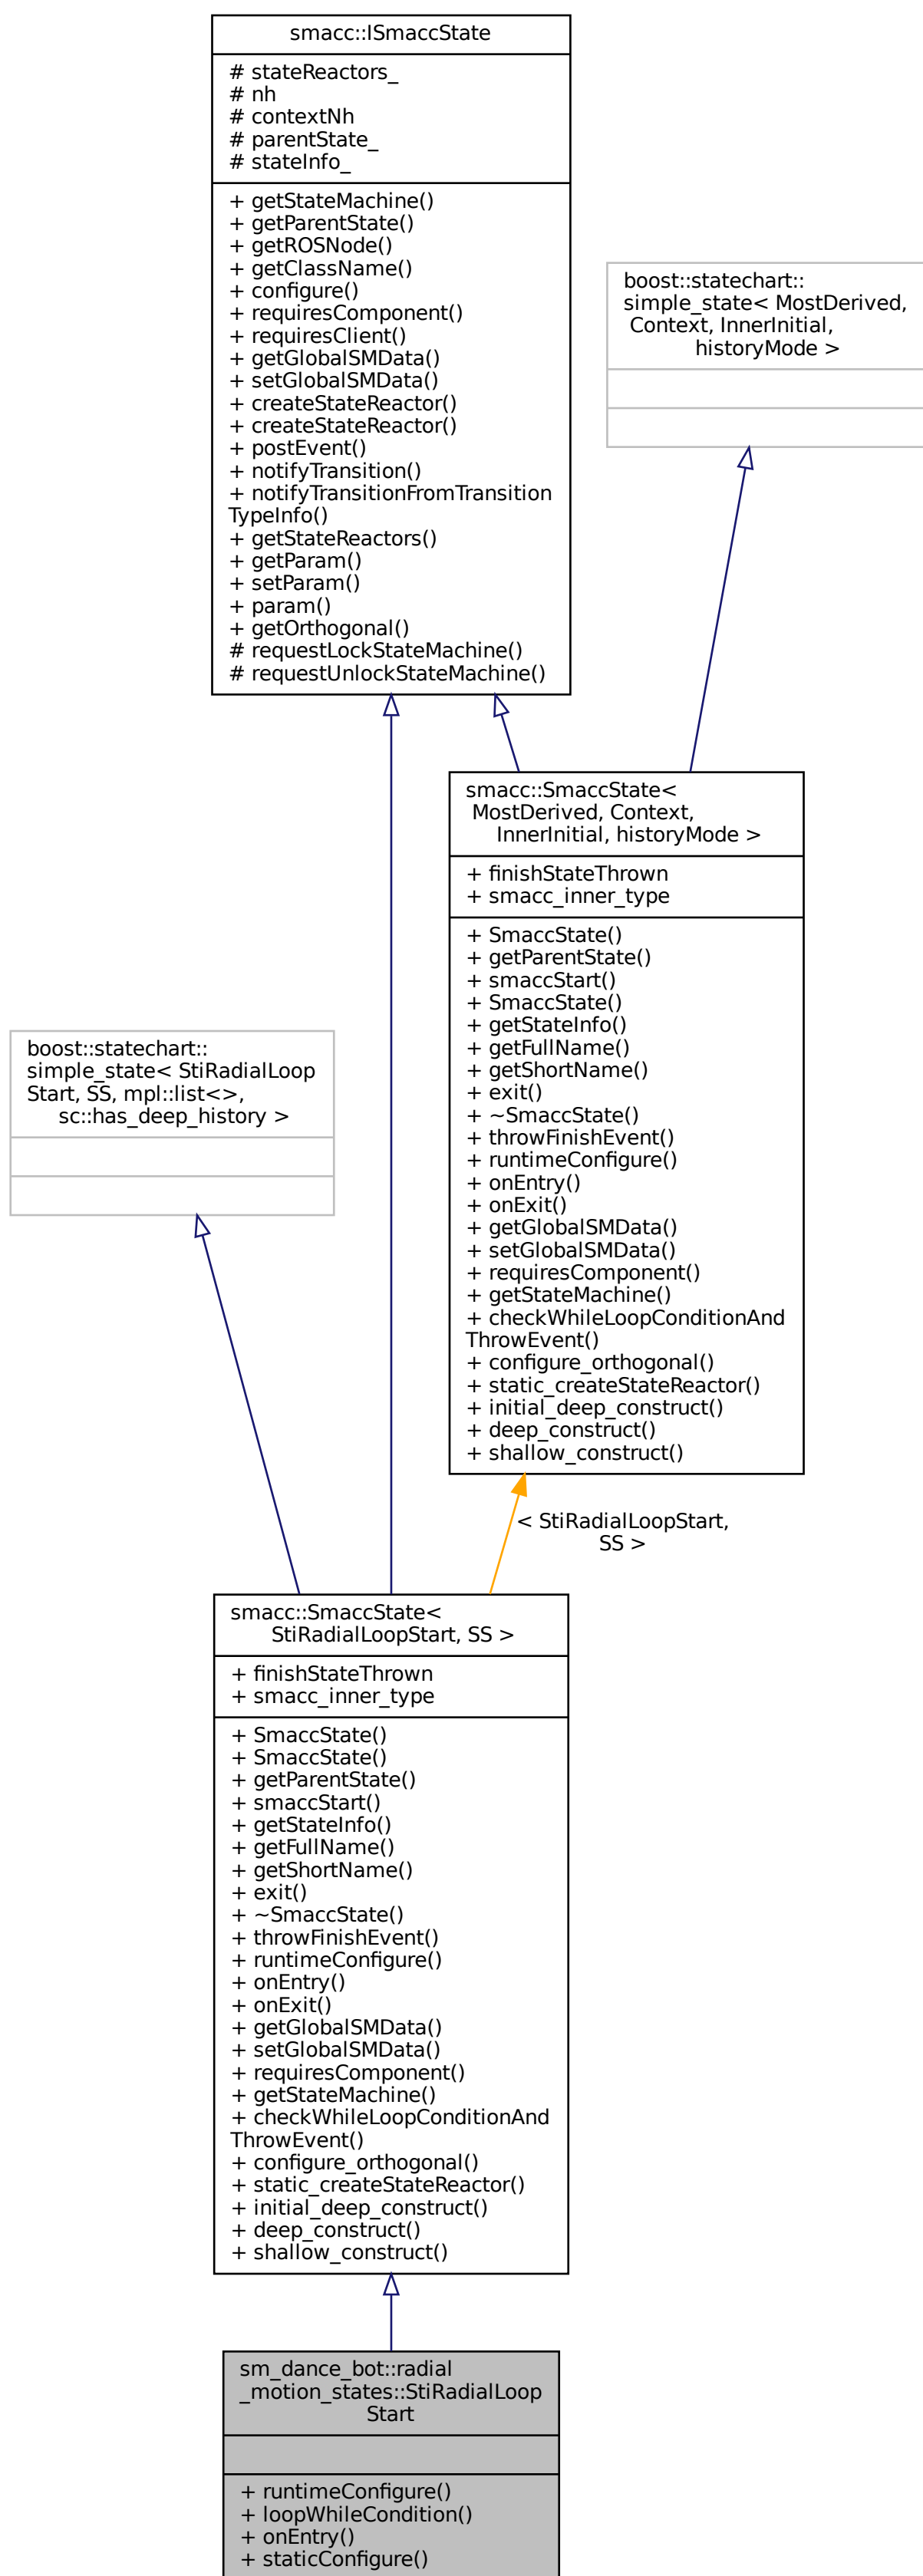 smacc::ISmaccState
# stateReactors_
# nh
# contextNh
# parentState_
# stateInfo_
+ getStateMachine()
+ getParentState()
+ getROSNode()
+ getClassName()
+ configure()
+ requiresComponent()
+ requiresClient()
+ getGlobalSMData()
+ setGlobalSMData()
+ createStateReactor()
+ createStateReactor()
+ postEvent()
+ notifyTransition()
+ notifyTransitionFromTransition
TypeInfo()
+ getStateReactors()
+ getParam()
+ setParam()
+ param()
+ getOrthogonal()
# requestLockStateMachine()
# requestUnlockStateMachine()
boost::statechart::
simple_state< MostDerived,
Context, InnerInitial,
historyMode >
smacc::SmaccState<
MostDerived, Context,
InnerInitial, historyMode >
+ finishStateThrown
+ smacc_inner_type
+ SmaccState()
+ getParentState()
+ smaccStart()
+ SmaccState()
+ getStateInfo()
+ getFullName()
+ getShortName()
+ exit()
+ ~SmaccState()
+ throwFinishEvent()
+ runtimeConfigure()
+ onEntry()
+ onExit()
+ getGlobalSMData()
+ setGlobalSMData()
+ requiresComponent()
+ getStateMachine()
+ checkWhileLoopConditionAnd
ThrowEvent()
+ configure_orthogonal()
+ static_createStateReactor()
+ initial_deep_construct()
+ deep_construct()
+ shallow_construct()
boost::statechart::
simple_state< StiRadialLoop
Start, SS, mpl::list<>,
sc::has_deep_history >
< StiRadialLoopStart,
SS >
smacc::SmaccState<
StiRadialLoopStart, SS >
+ finishStateThrown
+ smacc_inner_type
+ SmaccState()
+ SmaccState()
+ getParentState()
+ smaccStart()
+ getStateInfo()
+ getFullName()
+ getShortName()
+ exit()
+ ~SmaccState()
+ throwFinishEvent()
+ runtimeConfigure()
+ onEntry()
+ onExit()
+ getGlobalSMData()
+ setGlobalSMData()
+ requiresComponent()
+ getStateMachine()
+ checkWhileLoopConditionAnd
ThrowEvent()
+ configure_orthogonal()
+ static_createStateReactor()
+ initial_deep_construct()
+ deep_construct()
+ shallow_construct()
sm_dance_bot::radial
_motion_states::StiRadialLoop
Start
+ runtimeConfigure()
+ loopWhileCondition()
+ onEntry()
+ staticConfigure()